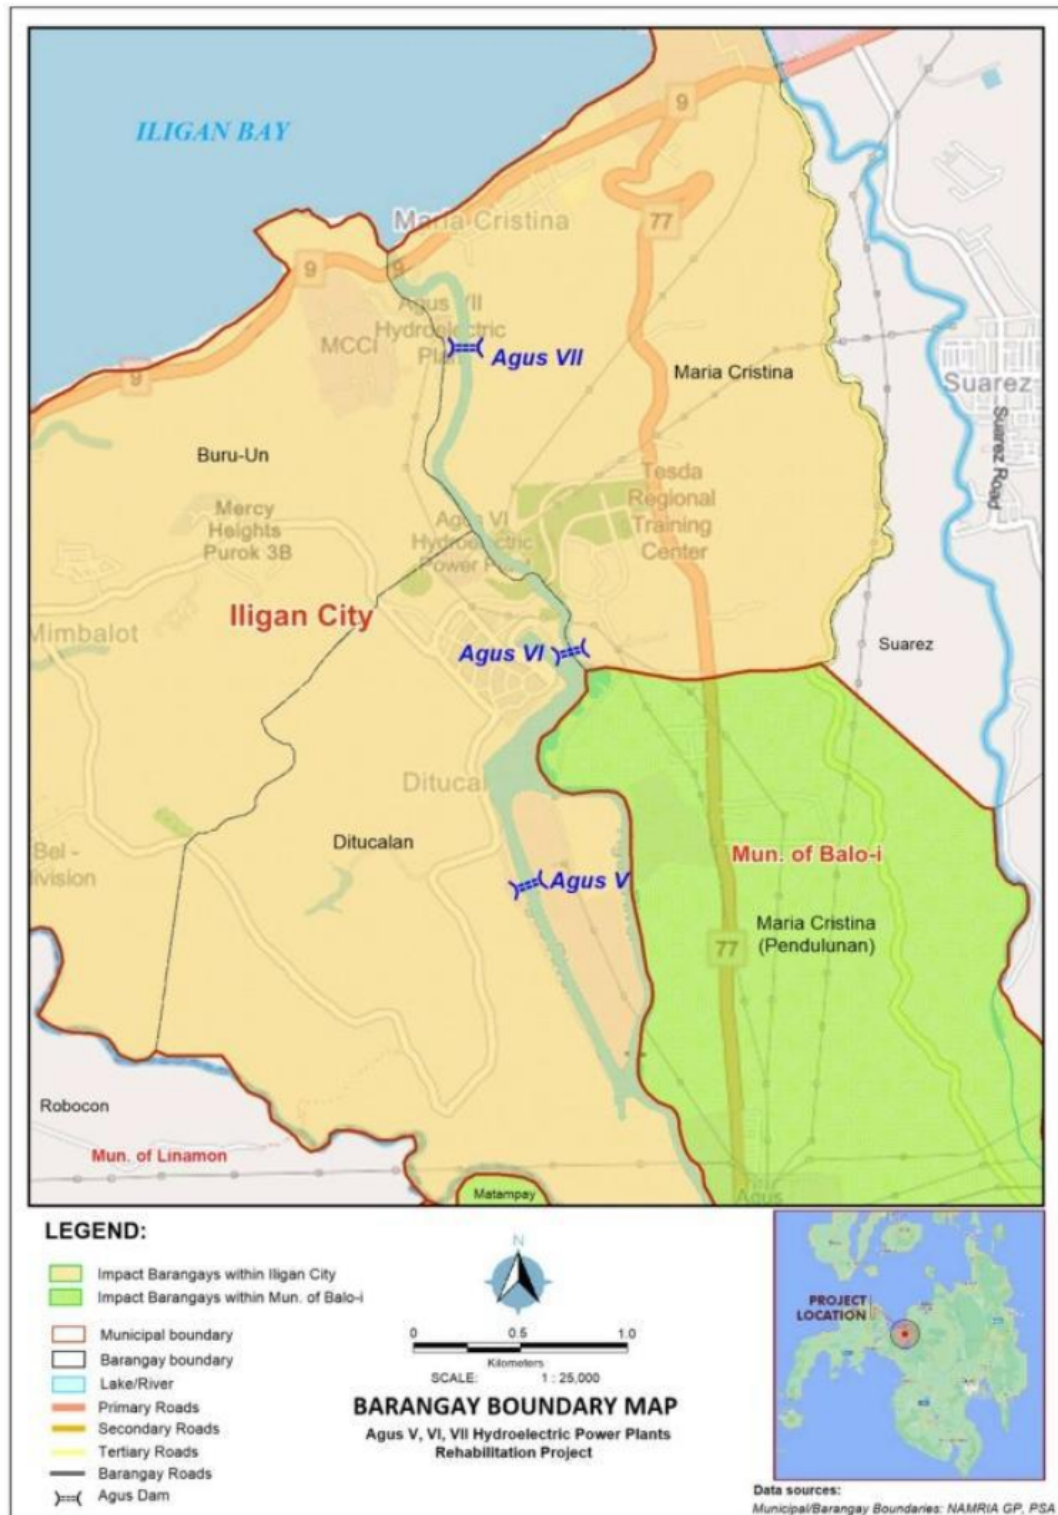 ILIGAN BAY
9
77
Maria Cristina
9
9
Agus VII
Hydroelectric
Plant
MCCI
Agus VII
9
Maria Cristina
Suarez
Suarez Road
Buru-Un
Tesda
Regional
Training
Center
Mercy
Heights
Purok 3B
Agus VI
Hydroelectric
Power Plant
Iligan City
Mimbalot
Agus VI
Suarez
Ditucal
Ditucalan
Bel -
division
Mun. of Balo-i
Agus V
Maria Cristina
(Pendulunan)
77
Robocon
Mun. of Linamon
Matampay
Agus
LEGEND:
Impact Barangays within Iligan City
Impact Barangays within Mun. of Balo-i
Municipal boundary
Barangay boundary
Lake/River
Primary Roads
Secondary Roads
Tertiary Roads
Barangay Roads
Agus Dam
N
0 0.5 1.0
Kilometers
SCALE: 1 : 25,000
BARANGAY BOUNDARY MAP
Agus V, VI, VII Hydroelectric Power Plants
Rehabilitation Project
PROJECT
LOCATION
Data sources:
Municipal/Barangay Boundaries: NAMRIA GP, PSA